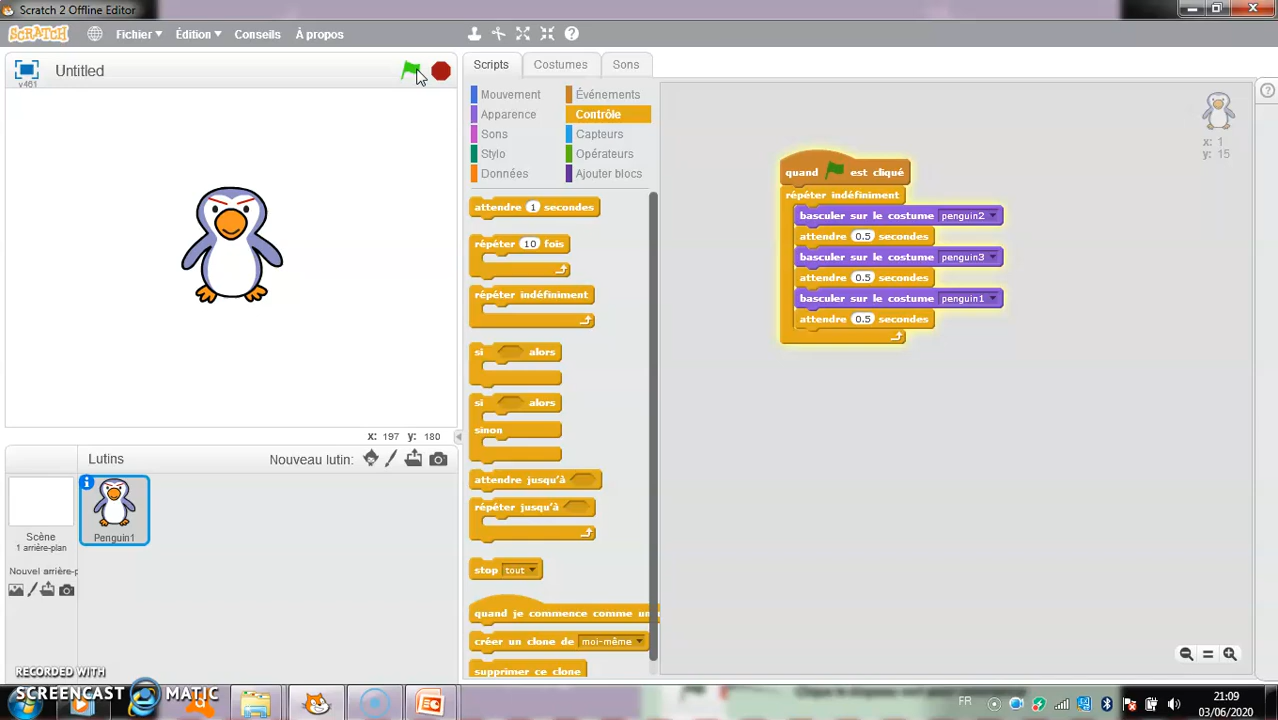 Scratch 2 Offline Editor
SCRATCH
Fichier
Édition
Conseils
À propos
v461
Untitled
Scripts
Costumes
Sons
Mouvement
Événements
Apparence
Contrôle
Sons
Capteurs
Stylo
Opérateurs
Données
Ajouter blocs
attendre 1 secondes
répéter 10 fois
répéter indéfiniment
si alors
si alors
sinon
attendre jusqu'à
répéter jusqu'à
stop tout
quand je commence comme un
créer un clone de moi-même
supprimer ce clone
quand est cliqué
répéter indéfiniment
basculer sur le costume penguin2
attendre 0.5 secondes
basculer sur le costume penguin3
attendre 0.5 secondes
basculer sur le costume penguin1
attendre 0.5 secondes
x: 1
y: 15
x: 197 y: 180
Lutins
Nouveau lutin:
Scène
1 arrière-plan
Nouvel arrière-p
Penguin1
RECORDED WITH
SCREENCAST MATIC
FR
21:09
03/06/2020